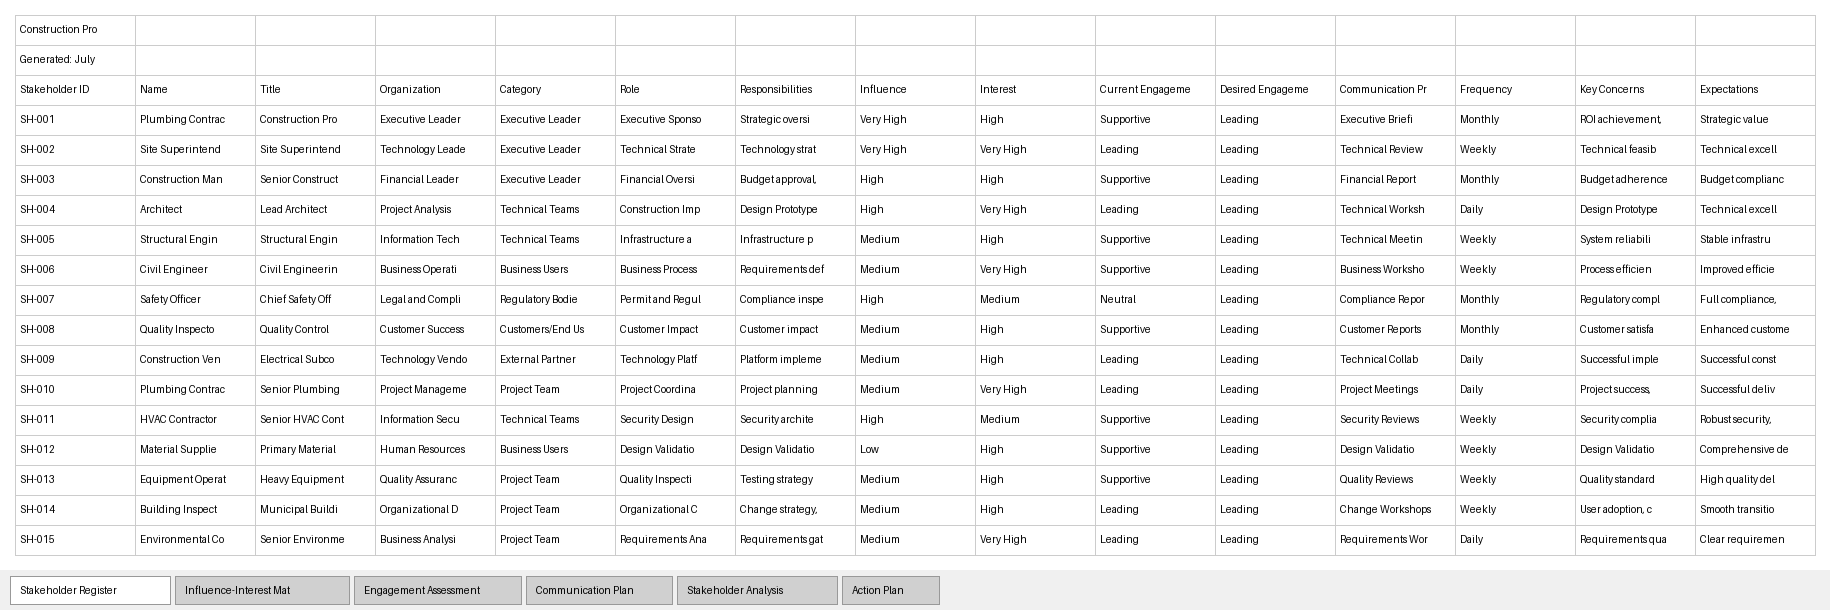 Construction Pro
Generated: July
Stakeholder ID Name Title Organization Category Role Responsibilities Influence Interest Current Engageme Desired Engageme Communication Pr Frequency Key Concerns Expectations
SH-001 Plumbing Contrac Construction Pro Executive Leader Executive Leader Executive Sponso Strategic oversi Very High High Supportive Leading Executive Briefi Monthly ROI achievement, Strategic value
SH-002 Site Superintend Site Superintend Technology Leade Executive Leader Technical Strate Technology strat Very High Very High Leading Leading Technical Review Weekly Technical feasib Technical excell
SH-003 Construction Man Senior Construct Financial Leader Executive Leader Financial Oversi Budget approval, High High Supportive Leading Financial Report Monthly Budget adherence Budget complianc
SH-004 Architect Lead Architect Project Analysis Technical Teams Construction Imp Design Prototype High Very High Leading Leading Technical Worksh Daily Design Prototype Technical excell
SH-005 Structural Engin Structural Engin Information Tech Technical Teams Infrastructure a Infrastructure p Medium High Supportive Leading Technical Meetin Weekly System reliabili Stable infrastru
SH-006 Civil Engineer Civil Engineerin Business Operati Business Users Business Process Requirements def Medium Very High Supportive Leading Business Worksho Weekly Process efficien Improved efficie
SH-007 Safety Officer Chief Safety Off Legal and Compli Regulatory Bodie Permit and Regul Compliance inspe High Medium Neutral Leading Compliance Repor Monthly Regulatory compl Full compliance,
SH-008 Quality Inspecto Quality Control Customer Success Customers/End Us Customer Impact Customer impact Medium High Supportive Leading Customer Reports Monthly Customer satisfa Enhanced custome
SH-009 Construction Ven Electrical Subco Technology Vendo External Partner Technology Platf Platform impleme Medium High Leading Leading Technical Collab Daily Successful imple Successful const
SH-010 Plumbing Contrac Senior Plumbing Project Manageme Project Team Project Coordina Project planning Medium Very High Leading Leading Project Meetings Daily Project success, Successful deliv
SH-011 HVAC Contractor Senior HVAC Cont Information Secu Technical Teams Security Design Security archite High Medium Supportive Leading Security Reviews Weekly Security complia Robust security,
SH-012 Material Supplie Primary Material Human Resources Business Users Design Validatio Design Validatio Low High Supportive Leading Design Validatio Weekly Design Validatio Comprehensive de
SH-013 Equipment Operat Heavy Equipment Quality Assuranc Project Team Quality Inspecti Testing strategy Medium High Supportive Leading Quality Reviews Weekly Quality standard High quality del
SH-014 Building Inspect Municipal Buildi Organizational D Project Team Organizational C Change strategy, Medium High Leading Leading Change Workshops Weekly User adoption, c Smooth transitio
SH-015 Environmental Co Senior Environme Business Analysi Project Team Requirements Ana Requirements gat Medium Very High Leading Leading Requirements Wor Daily Requirements qua Clear requiremen
Stakeholder Register Influence-Interest Mat Engagement Assessment Communication Plan Stakeholder Analysis Action Plan